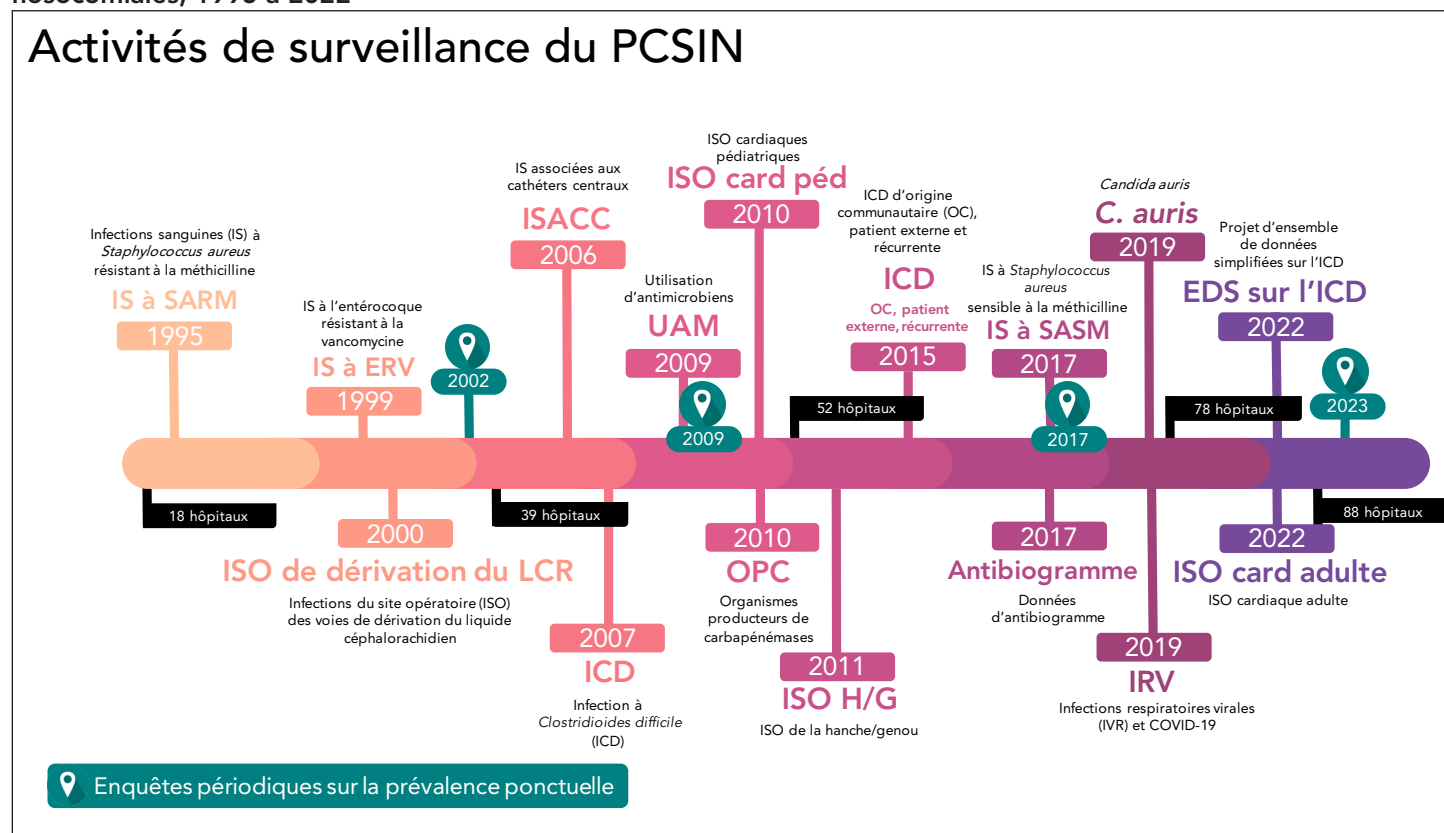 nosocomiales, 1995 à 2022
Activités de surveillance du PCSIN
Infections sanguines (IS) à
Staphylococcus aureus
résistant à la méthicilline
IS à SARM
1995
18 hôpitaux
IS à l'entérocoque
résistant à la
vancomycine
IS à ERV
1999
2000
ISO de dérivation du LCR
Infections du site opératoire (ISO)
des voies de dérivation du liquide
céphalorachidien
2002
39 hôpitaux
IS associées aux
cathéters centraux
ISACC
2006
2007
ICD
Infection à
Clostridioides difficile
(ICD)
Utilisation
d'antimicrobiens
UAM
2009
2009
ISO cardiaques
pédiatriques
ISO card péd
2010
2010
OPC
Organismes
producteurs de
carbapénémases
52 hôpitaux
2011
ISO H/G
ISO de la hanche/genou
ICD d'origine
communautaire (OC),
patient externe et
récurrente
ICD
OC, patient
externe, récurrente
2015
IS à Staphylococcus
aureus
sensible à la méthicilline
IS à SASM
2017
2017
2017
Antibiogramme
Données
d'antibiogramme
Candida auris
C. auris
2019
2019
IRV
Infections respiratoires virales
(IVR) et COVID-19
78 hôpitaux
Projet d'ensemble
de données
simplifiées sur l'ICD
EDS sur l'ICD
2022
2022
ISO card adulte
ISO cardiaque adulte
2023
88 hôpitaux
Enquêtes périodiques sur la prévalence ponctuelle